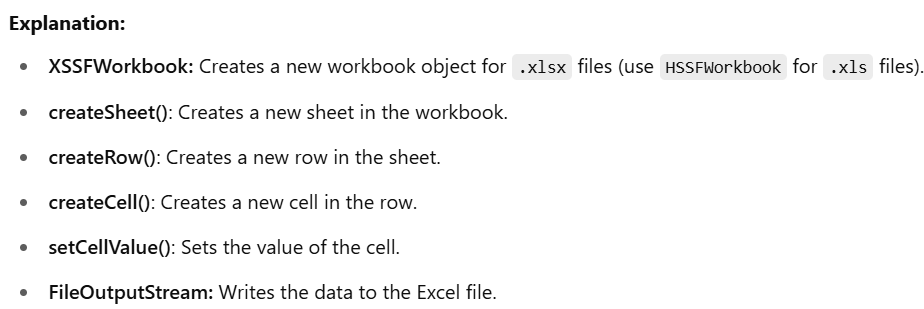 Explanation:
• XSSFWorkbook: Creates a new workbook object for .xlsx files (use HSSFWorkbook for .xls files).
• createSheet(): Creates a new sheet in the workbook.
• createRow(): Creates a new row in the sheet.
• createCell(): Creates a new cell in the row.
• setCellValue(): Sets the value of the cell.
• FileOutputStream: Writes the data to the Excel file.